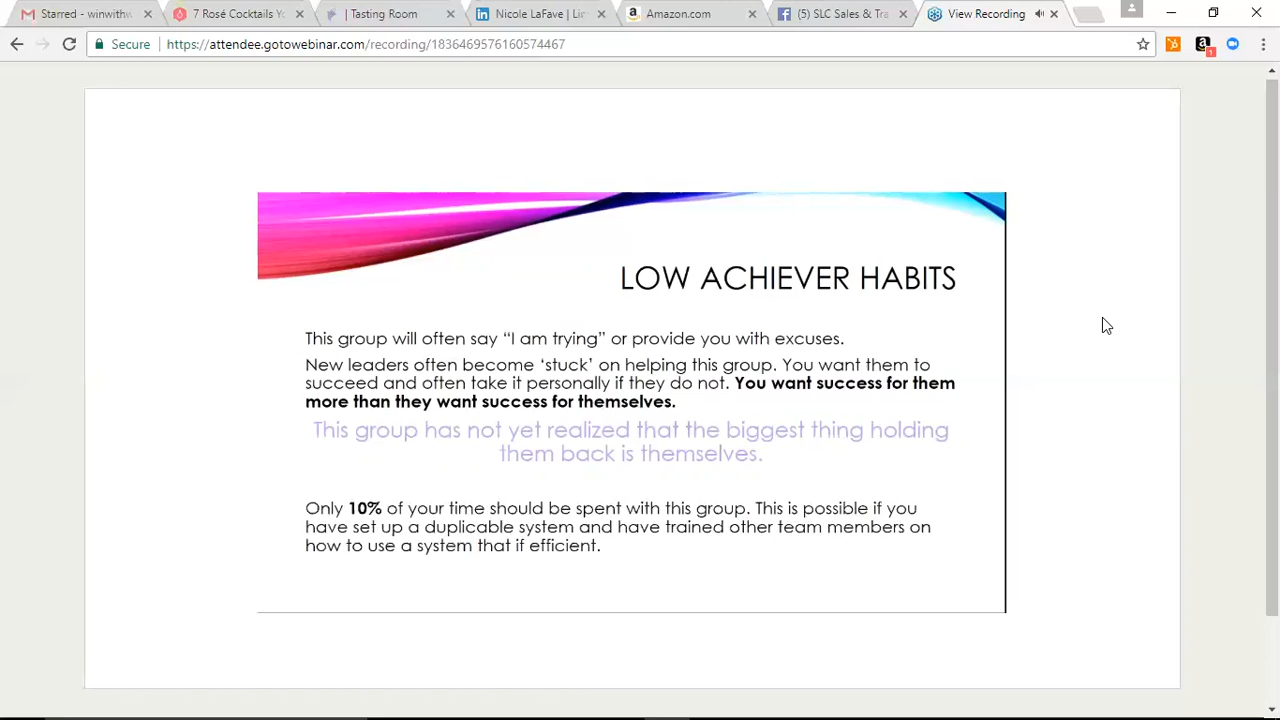 Starred - winwith
7 Rosé Cocktails Yo
| Tasting Room
Nicole LaFave | Lin
Amazon.com
(5) SLC Sales & Tra
View Recording
Secure
https://attendee.gotowebinar.com/recording/1836459576160574467
1
LOW ACHIEVER HABITS
This group will often say “I am trying” or provide you with excuses.
New leaders often become ‘stuck’ on helping this group. You want them to
succeed and often take it personally if they do not. You want success for them
more than they want success for themselves.
This group has not yet realized that the biggest thing holding
them back is themselves.
Only 10% of your time should be spent with this group. This is possible if you
have set up a duplicable system and have trained other team members on
how to use a system that if efficient.